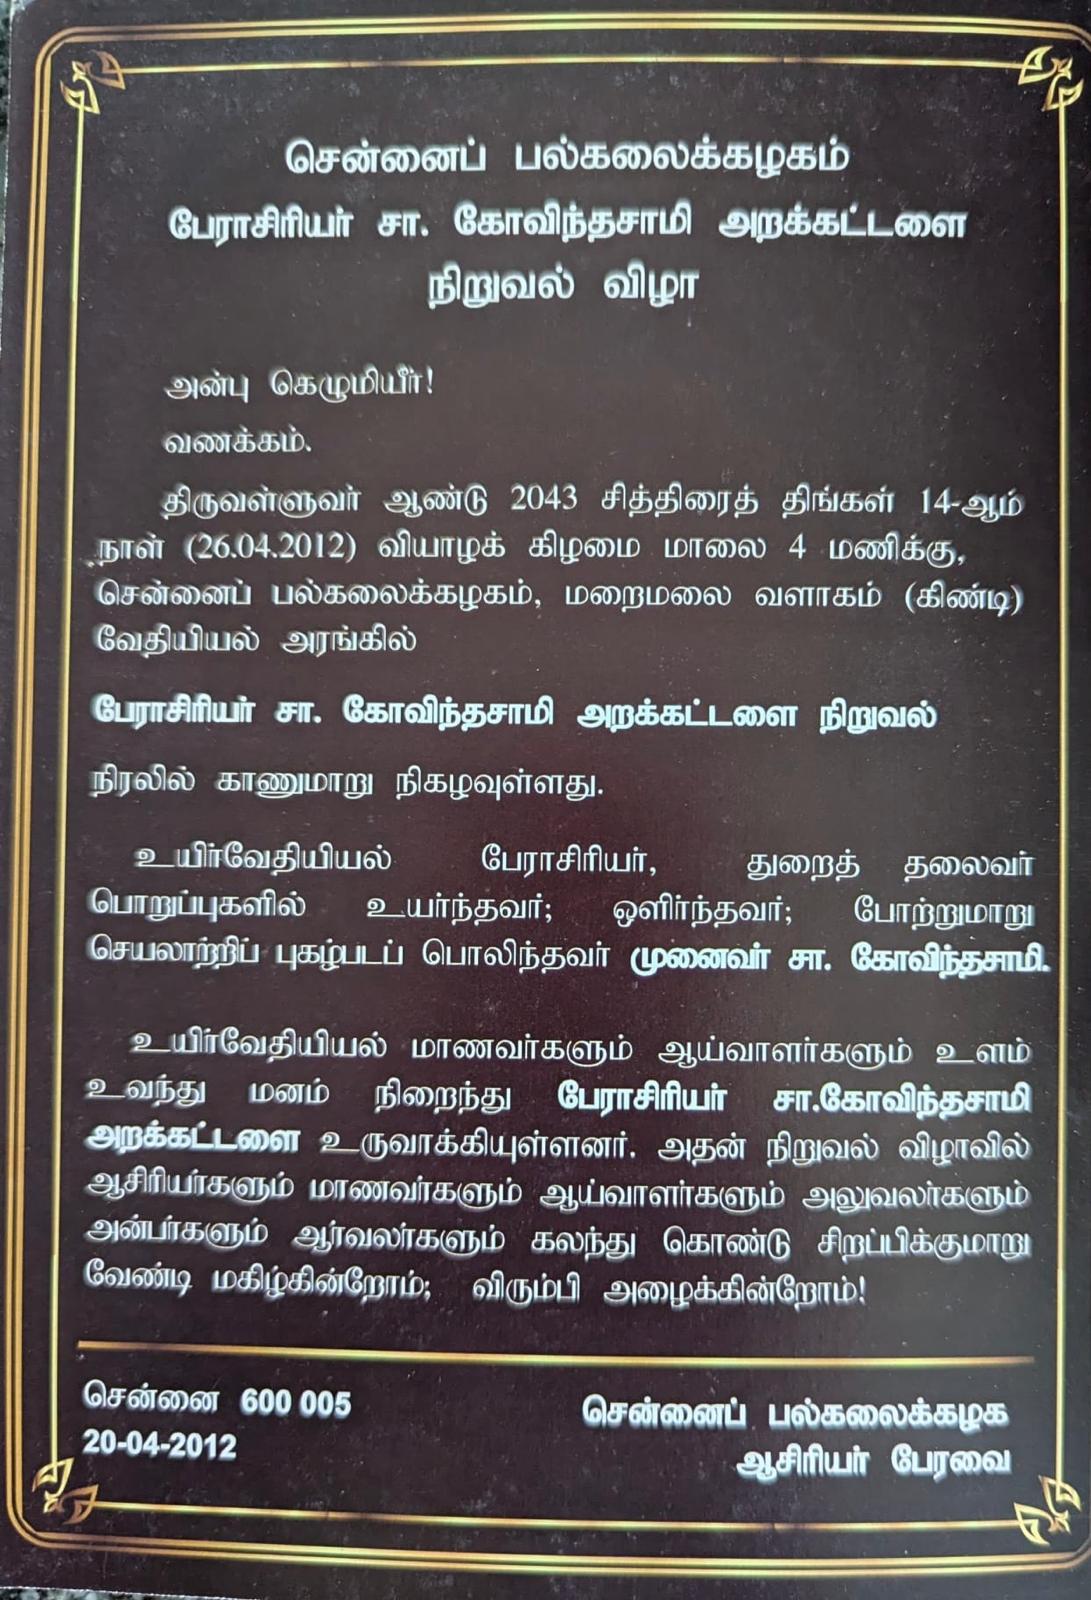 சென்னைப் பல்கலைக்கழகம்
பேராசிரியர் சா. கோவிந்தசாமி அறக்கட்டளை
நிறுவல் விழா
அன்பு கெழுமியீர்!
வணக்கம்.
திருவள்ளுவர் ஆண்டு 2043 சித்திரைத் திங்கள் 14-ஆம்
நாள் (26.04.2012) வியாழக் கிழமை மாலை 4 மணிக்கு,
சென்னைப் பல்கலைக்கழகம், மறைமலை வளாகம் (கிண்டி)
வேதியியல் அரங்கில்
பேராசிரியர் சா. கோவிந்தசாமி அறக்கட்டளை நிறுவல்
நிரலில் காணுமாறு நிகழவுள்ளது.
உயிர்வேதியியல் பேராசிரியர், துறைத் தலைவர்
பொறுப்புகளில் உயர்ந்தவர்; ஒளிர்ந்தவர்; போற்றுமாறு
செயலாற்றிப் புகழ்படப் பொலிந்தவர் முனைவர் சா. கோவிந்தசாமி.
உயிர்வேதியியல் மாணவர்களும் ஆய்வாளர்களும் உளம்
உவந்து மனம் நிறைந்து பேராசிரியர் சா.கோவிந்தசாமி
அறக்கட்டளை உருவாக்கியுள்ளனர். அதன் நிறுவல் விழாவில்
ஆசிரியர்களும் மாணவர்களும் ஆய்வாளர்களும் அலுவலர்களும்
அன்பர்களும் ஆர்வலர்களும் கலந்து கொண்டு சிறப்பிக்குமாறு
வேண்டி மகிழ்கின்றோம்; விரும்பி அழைக்கின்றோம்!
சென்னை 600 005
20-04-2012
சென்னைப் பல்கலைக்கழக
ஆசிரியர் பேரவை